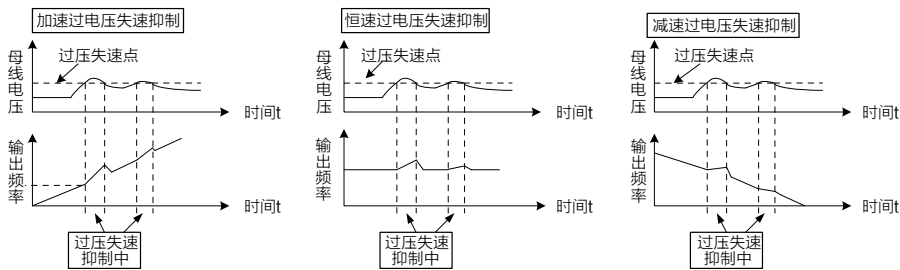 加速过电压失速抑制
母线电压
过压失速点
时间t
输出频率
时间t
过压失速
抑制中
恒速过电压失速抑制
母线电压
过压失速点
时间t
输出频率
时间t
过压失速
抑制中
减速过电压失速抑制
母线电压
过压失速点
时间t
输出频率
时间t
过压失速
抑制中